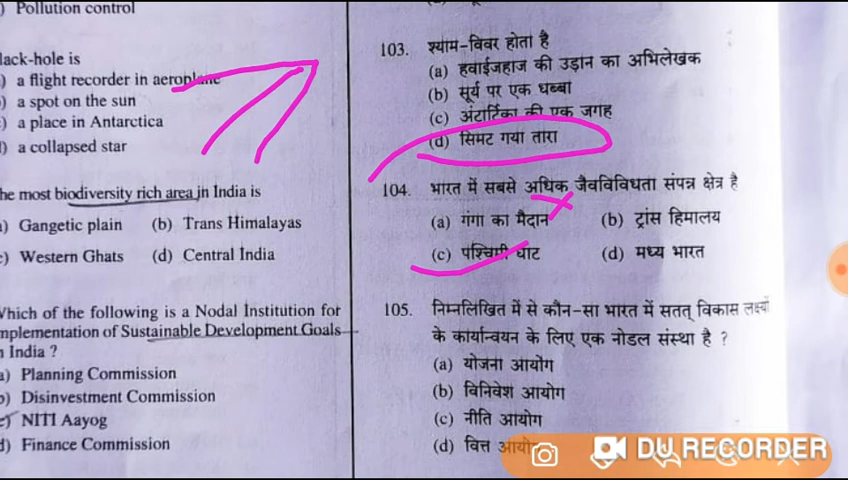 ) Pollution control
lack-hole is
) a flight recorder in aeroplane
) a spot on the sun
) a place in Antarctica
) a collapsed star
he most biodiversity rich area in India is
) Gangetic plain (b) Trans Himalayas
) Western Ghats (d) Central India
Which of the following is a Nodal Institution for
mplementation of Sustainable Development Goals
n India ?
a) Planning Commission
b) Disinvestment Commission
c) NITI Aayog
d) Finance Commission
103. श्याम-विवर होता है
(a) हवाईजहाज की उड़ान का अभिलेखक
(b) सूर्य पर एक धब्बा
(c) अंटार्टिका की एक जगह
(d) सिमट गया तारा
104. भारत में सबसे अधिक जैवविविधता संपन्न क्षेत्र है
(a) गंगा का मैदान (b) ट्रांस हिमालय
(c) पश्चिमी घाट (d) मध्य भारत
105. निम्नलिखित में से कौन-सा भारत में सतत् विकास लक्ष्यों
के कार्यान्वयन के लिए एक नोडल संस्था है ?
(a) योजना आयोग
(b) विनिवेश आयोग
(c) नीति आयोग
(d) वित्त आयो
DU RECORDER